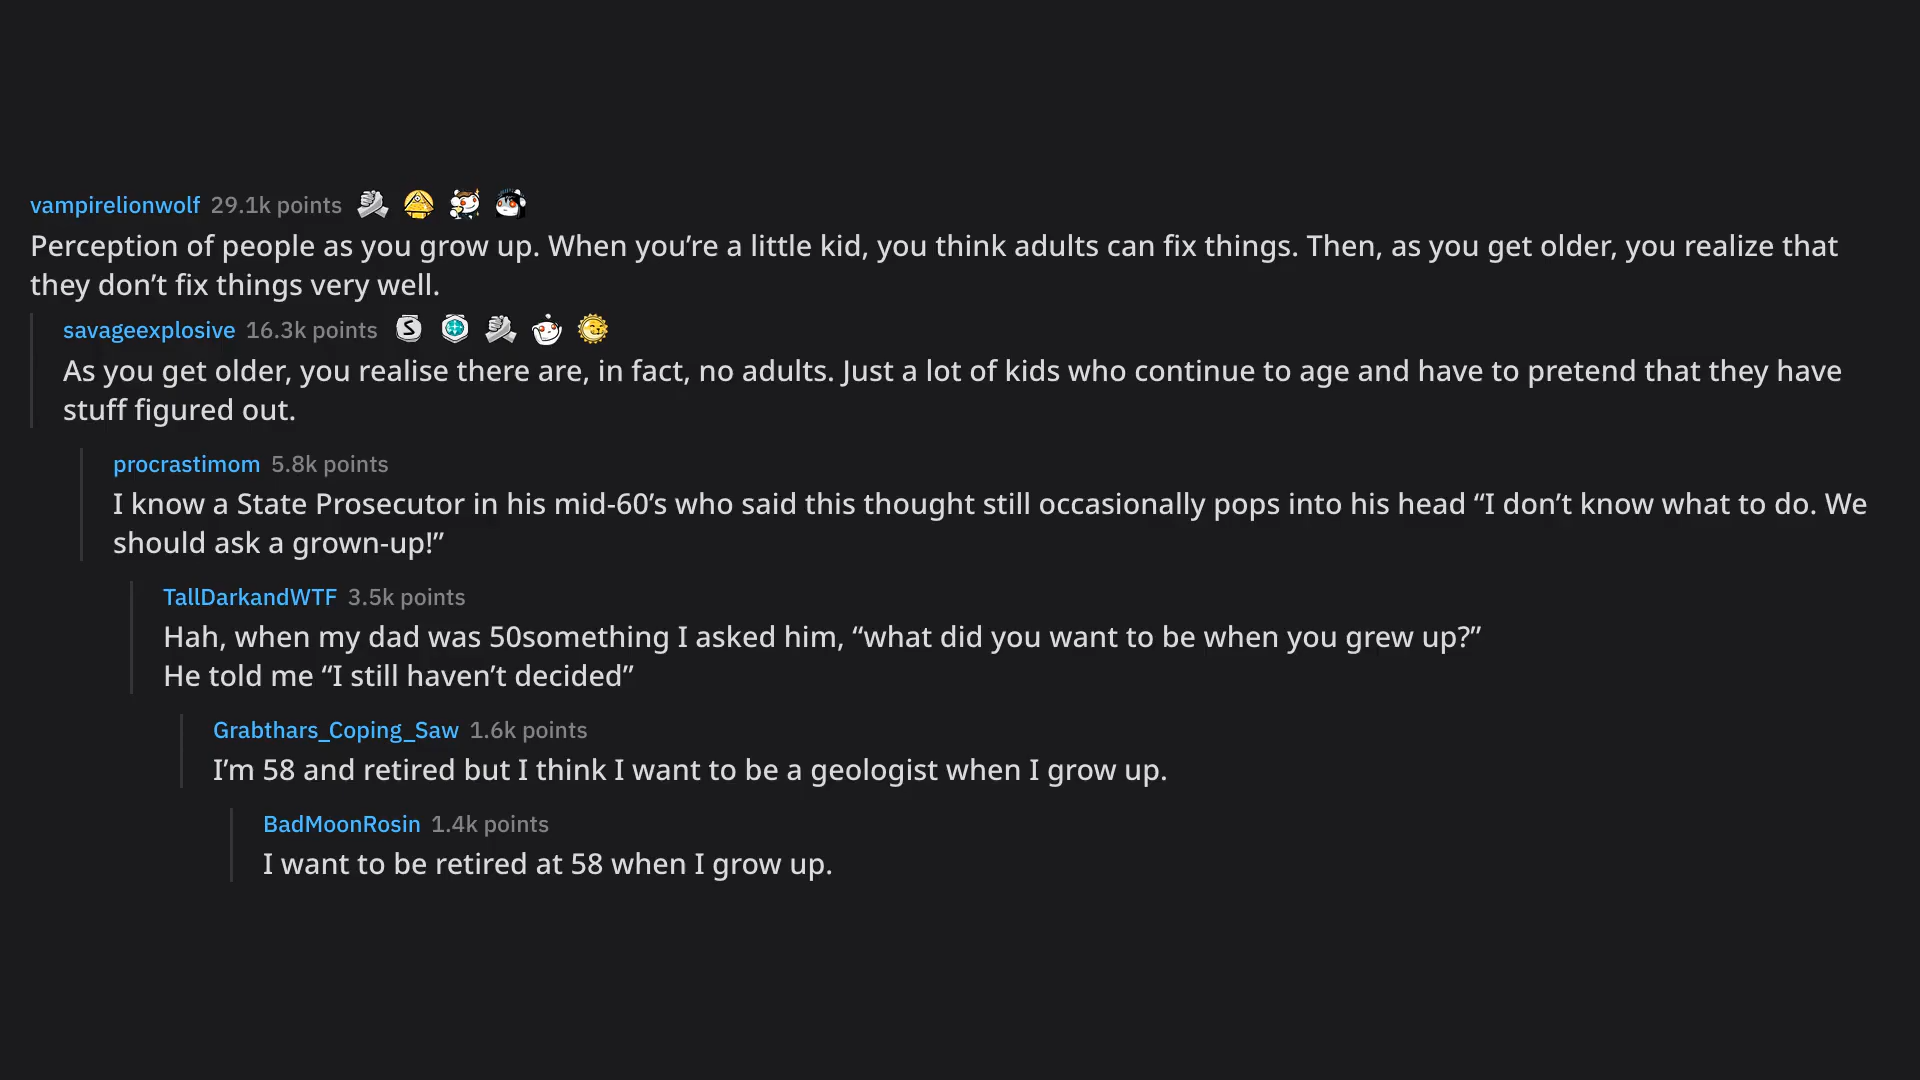 vampirelionwolf 29.1k points
Perception of people as you grow up. When you’re a little kid, you think adults can fix things. Then, as you get older, you realize that
they don’t fix things very well.
savageexplosive 16.3k points
As you get older, you realise there are, in fact, no adults. Just a lot of kids who continue to age and have to pretend that they have
stuff figured out.
procrastimom 5.8k points
I know a State Prosecutor in his mid-60’s who said this thought still occasionally pops into his head “I don’t know what to do. We
should ask a grown-up!”
TallDarkandWTF 3.5k points
Hah, when my dad was 50something I asked him, “what did you want to be when you grew up?”
He told me “I still haven’t decided”
Grabthars_Coping_Saw 1.6k points
I’m 58 and retired but I think I want to be a geologist when I grow up.
BadMoonRosin 1.4k points
I want to be retired at 58 when I grow up.